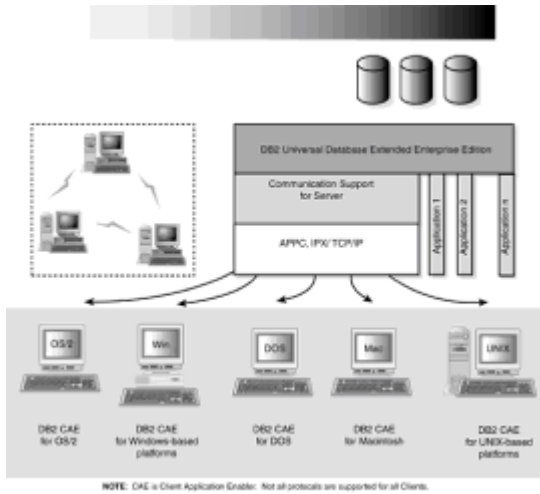 DB2 Universal Database Extended Enterprise Edition
Communication Support
for Server
APPC, IPX/ TCP/IP
Application 1
Application 2
Application n
OS/2
Win
DOS
Mac
UNIX
DB2 CAE
for OS/2
DB2 CAE
for Windows-based
platforms
DB2 CAE
for DOS
DB2 CAE
for Macintosh
DB2 CAE
for UNIX-based
platforms
NOTE: CAE is Client Application Enabler. Not all protocols are supported for all Clients.